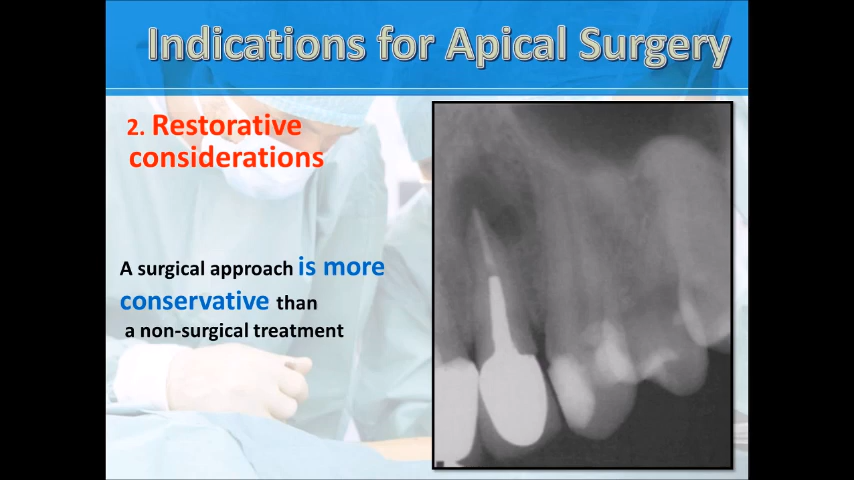 Indications for Apical Surgery
2. Restorative
considerations
A surgical approach is more
conservative than
a non-surgical treatment